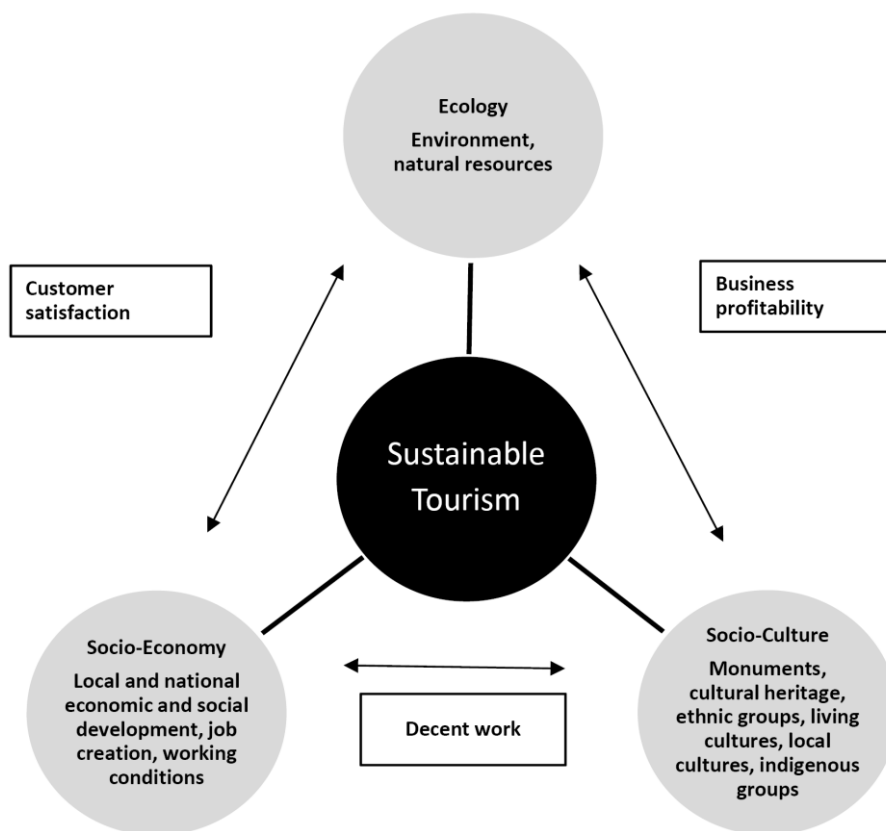 Ecology
Environment,
natural resources
Customer
satisfaction
Business
profitability
Sustainable
Tourism
Socio-Economy
Local and national
economic and social
development, job
creation, working
conditions
Decent work
Socio-Culture
Monuments,
cultural heritage,
ethnic groups, living
cultures, local
cultures, indigenous
groups